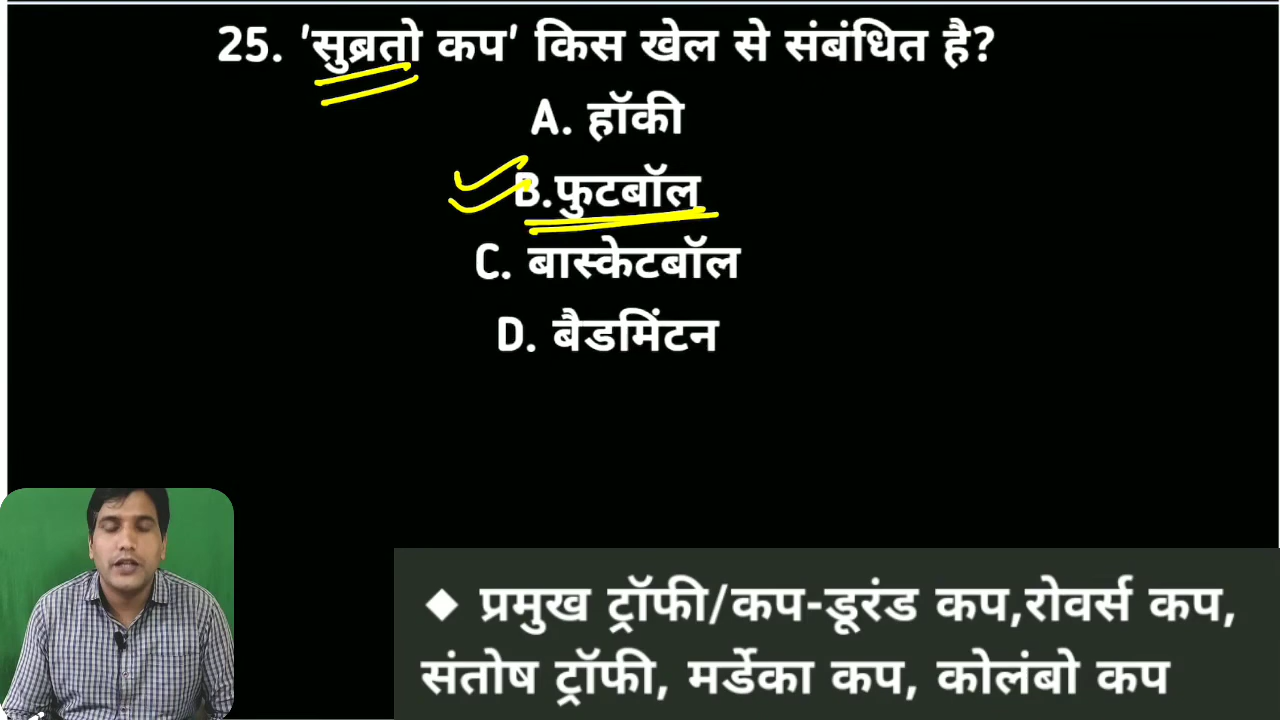 25. 'सुब्रतो कप' किस खेल से संबंधित है?
A. हॉकी
B.फुटबॉल
C. बास्केटबॉल
D. बैडमिंटन
◆ प्रमुख ट्रॉफी/कप-डूरंड कप,रोवर्स कप,
संतोष ट्रॉफी, मर्डेका कप, कोलंबो कप